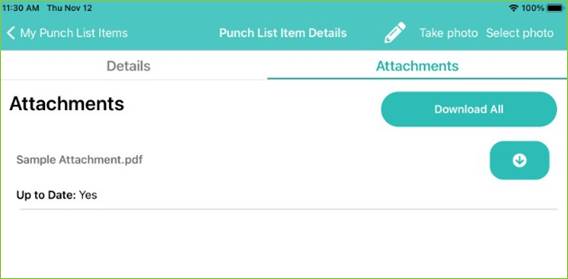 11:30 AM Thu Nov 12 100%
My Punch List Items Punch List Item Details Take photo Select photo
Details Attachments
Attachments Download All
Sample Attachment.pdf
Up to Date: Yes